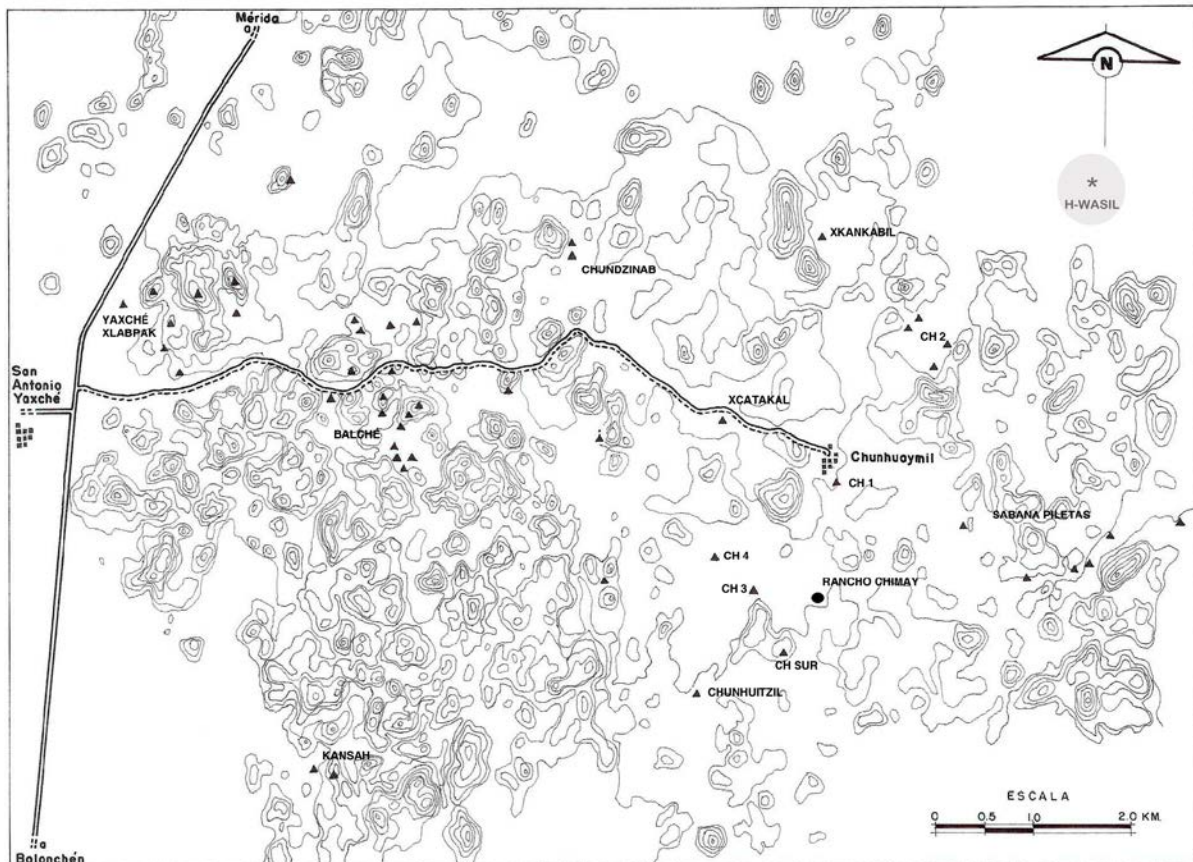 Mérida
a
N
*
H-WASIL
XKANKABIL
CHUNDZINAB
YAXCHÉ
XLABPAK
CH 2
San
Antonio
Yaxché
XCATAKAL
BALCHÉ
Chunhuaymil
CH 1
SABANA PILETAS
CH 4
CH 3
RANCHO CHIMAY
CH SUR
CHUNHUITZIL
KANSAH
ESCALA
0 0.5 1.0 2.0 KM.
a
Bolonchén